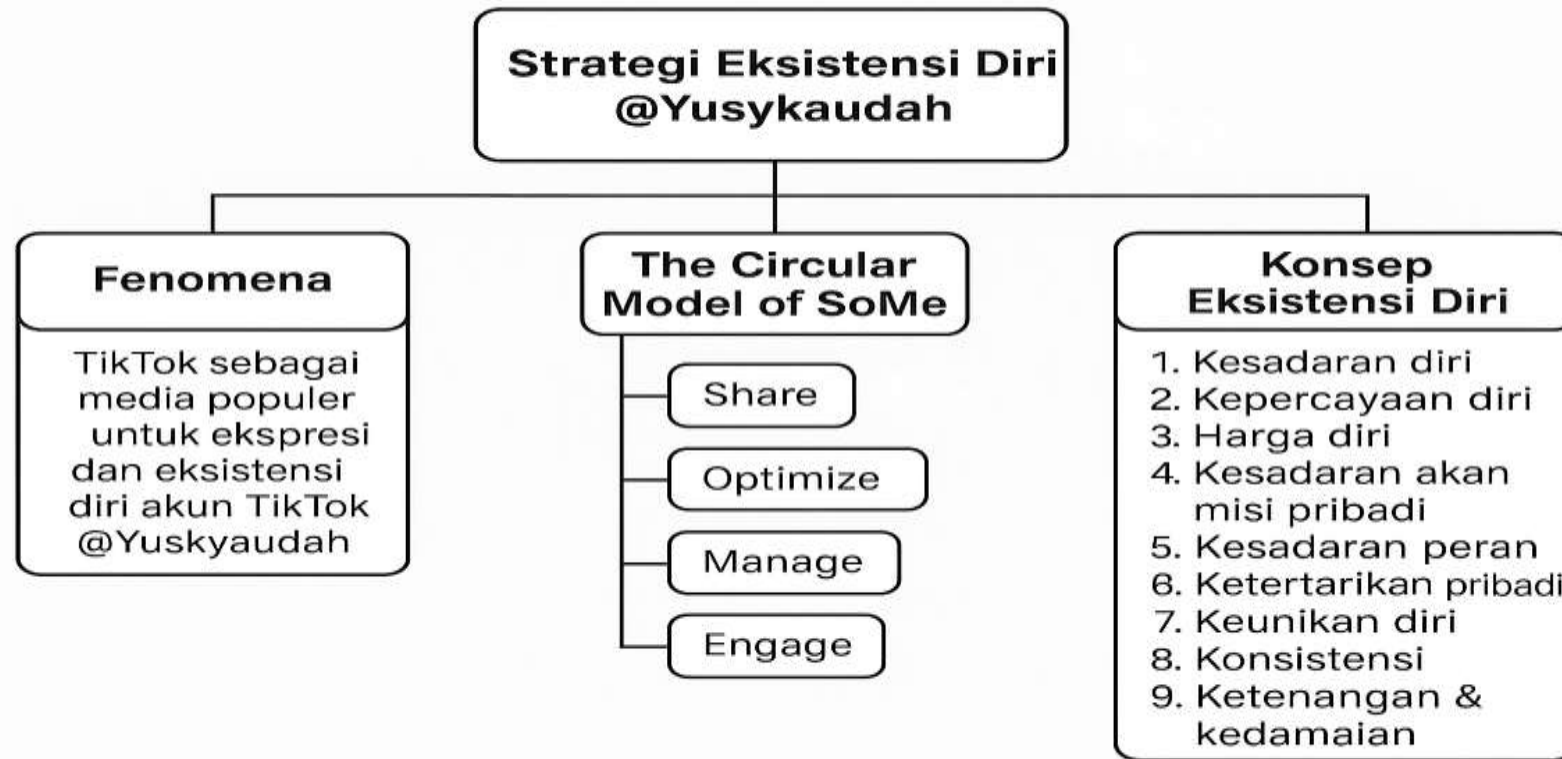 Strategi Eksistensi Diri
@Yusykaudah
Fenomena
TikTok sebagai
media populer
untuk ekspresi
dan eksistensi
diri akun TikTok
@Yuskyaudah
The Circular
Model of SoMe
Share
Optimize
Manage
Engage
Konsep
Eksistensi Diri
1. Kesadaran diri
2. Kepercayaan diri
3. Harga diri
4. Kesadaran akan
misi pribadi
5. Kesadaran peran
6. Ketertarikan pribadi
7. Keunikan diri
8. Konsistensi
9. Ketenangan &
kedamaian